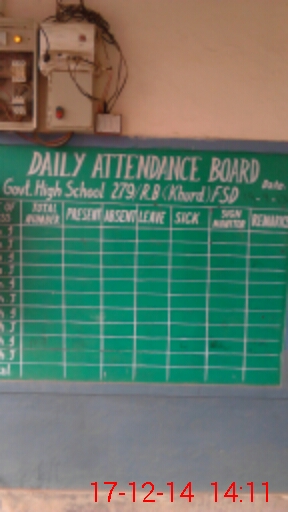 DAILY ATTENDANCE BOARD
Date:
Govt. High School 279/R.B (Khurd) FSD
OF TOTAL NUMBER PRESENT ABSENT LEAVE SICK SIGN MONITOR REMARKS
17-12-14 14:11